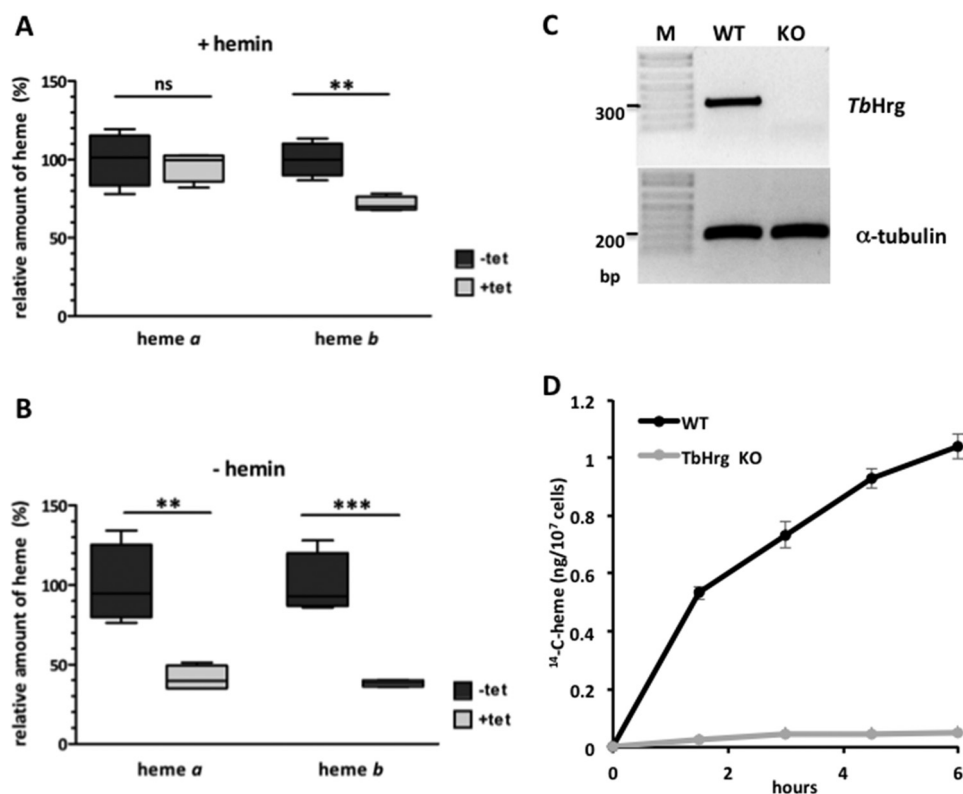 A
+ hemin
relative amount of heme (%)
150
100
50
0
ns
**
heme a
heme b
-tet
+tet
B
- hemin
relative amount of heme (%)
150
100
50
0
**
***
heme a
heme b
-tet
+tet
C
M WT KO
300
TbHrg
200
bp
α-tubulin
D
¹⁴-C-heme (ng/10⁷ cells)
1.2
1
0.8
0.6
0.4
0.2
0
WT
TbHrg KO
0 2 4 6
hours